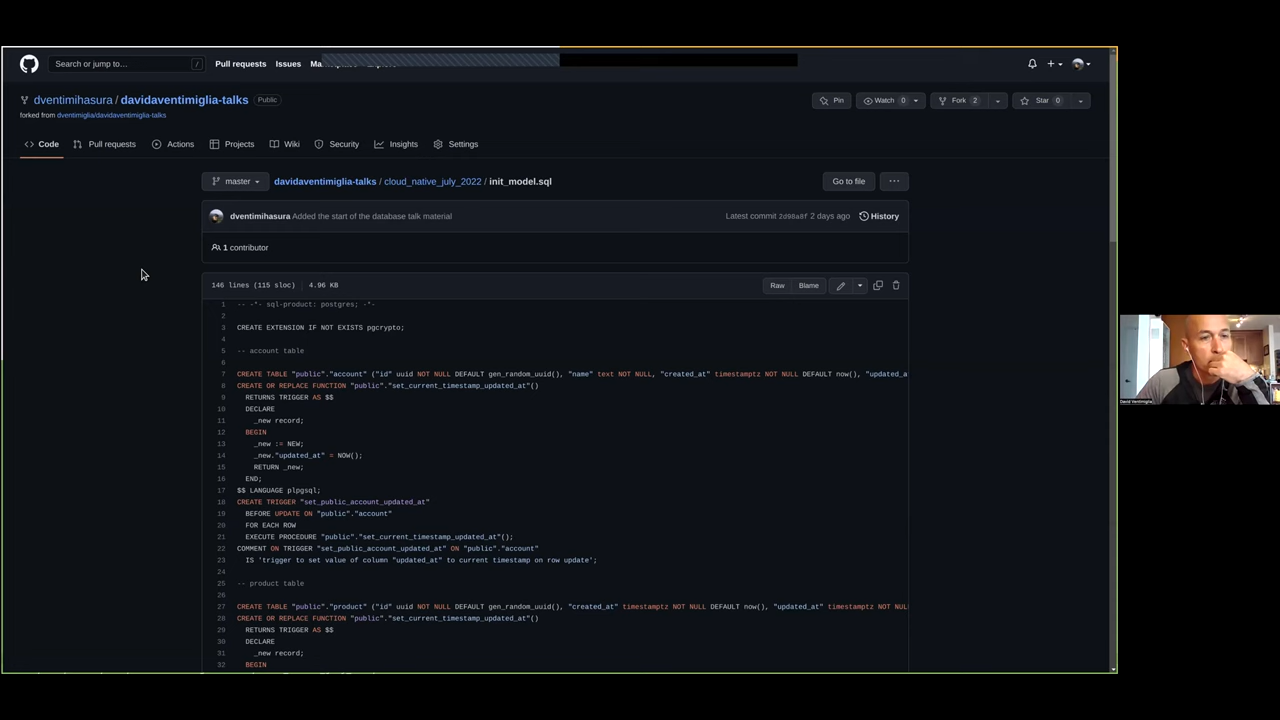 Search or jump to… / Pull requests Issues
dventimihasura / davidaventimiglia-talks Public Pin Watch 0 Fork 2 Star 0
forked from dventimiglia/davidaventimiglia-talks
Code Pull requests Actions Projects Wiki Security Insights Settings
master davidaventimiglia-talks / cloud_native_july_2022 / init_model.sql Go to file ...
dventimihasura Added the start of the database talk material Latest commit 2 days ago History
1 contributor
146 lines (115 sloc) 4.96 KB Raw Blame
1 -- -*- sql-product: postgres; -*-
2
3 CREATE EXTENSION IF NOT EXISTS pgcrypto;
4
5 -- account table
6
7 CREATE TABLE "public"."account" ("id" uuid NOT NULL DEFAULT gen_random_uuid(), "name" text NOT NULL, "created_at" timestamptz NOT NULL DEFAULT now(), "updated_a
8 CREATE OR REPLACE FUNCTION "public"."set_current_timestamp_updated_at"()
9 RETURNS TRIGGER AS $$
10 DECLARE
11 _new record;
12 BEGIN
13 _new := NEW;
14 _new."updated_at" = NOW();
15 RETURN _new;
16 END;
17 $$ LANGUAGE plpgsql;
18 CREATE TRIGGER "set_public_account_updated_at"
19 BEFORE UPDATE ON "public"."account"
20 FOR EACH ROW
21 EXECUTE PROCEDURE "public"."set_current_timestamp_updated_at"();
22 COMMENT ON TRIGGER "set_public_account_updated_at" ON "public"."account"
23 IS 'trigger to set value of column "updated_at" to current timestamp on row update';
24
25 -- product table
26
27 CREATE TABLE "public"."product" ("id" uuid NOT NULL DEFAULT gen_random_uuid(), "created_at" timestamptz NOT NULL DEFAULT now(), "updated_at" timestamptz NOT NUL
28 CREATE OR REPLACE FUNCTION "public"."set_current_timestamp_updated_at"()
29 RETURNS TRIGGER AS $$
30 DECLARE
31 _new record;
32 BEGIN
David Ventimiglia